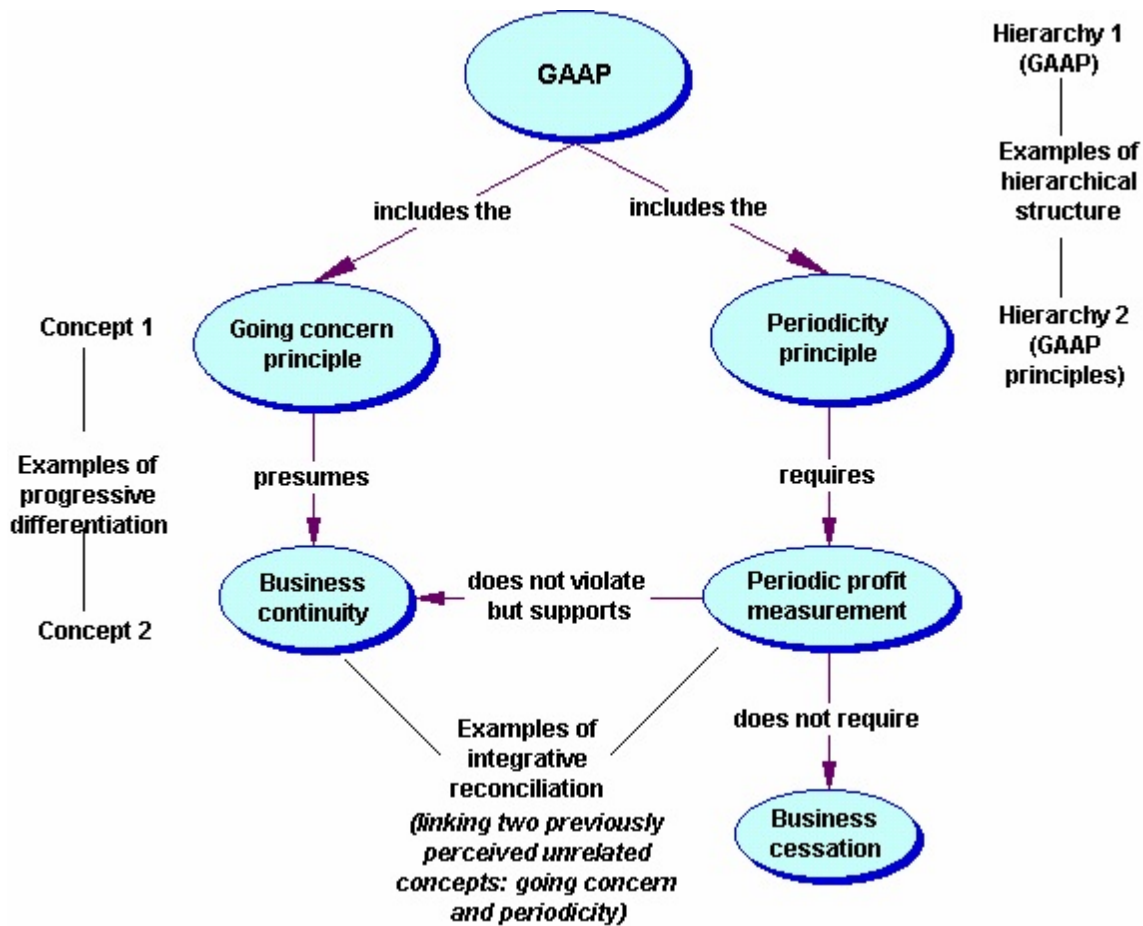 GAAP
Hierarchy 1
(GAAP)
Examples of
hierarchical
structure
Hierarchy 2
(GAAP
principles)
includes the
includes the
Going concern
principle
Periodicity
principle
Concept 1
Examples of
progressive
differentiation
Concept 2
presumes
requires
Business
continuity
does not violate
but supports
Periodic profit
measurement
does not require
Business
cessation
Examples of
integrative
reconciliation
(linking two previously
perceived unrelated
concepts: going concern
and periodicity)